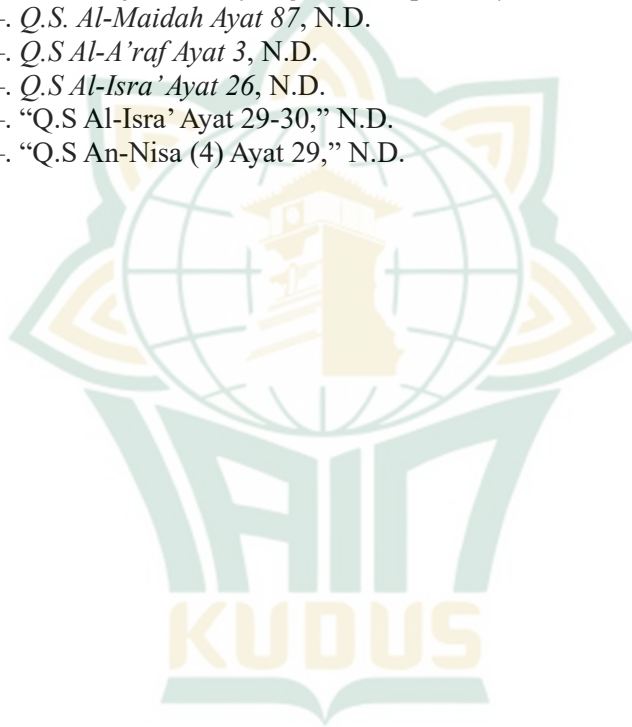 –. Q.S. Al-Maidah Ayat 87, N.D.
–. Q.S Al-A’raf Ayat 3, N.D.
–. Q.S Al-Isra’ Ayat 26, N.D.
–. “Q.S Al-Isra’ Ayat 29-30,” N.D.
–. “Q.S An-Nisa (4) Ayat 29,” N.D.
IAIN
KUDUS